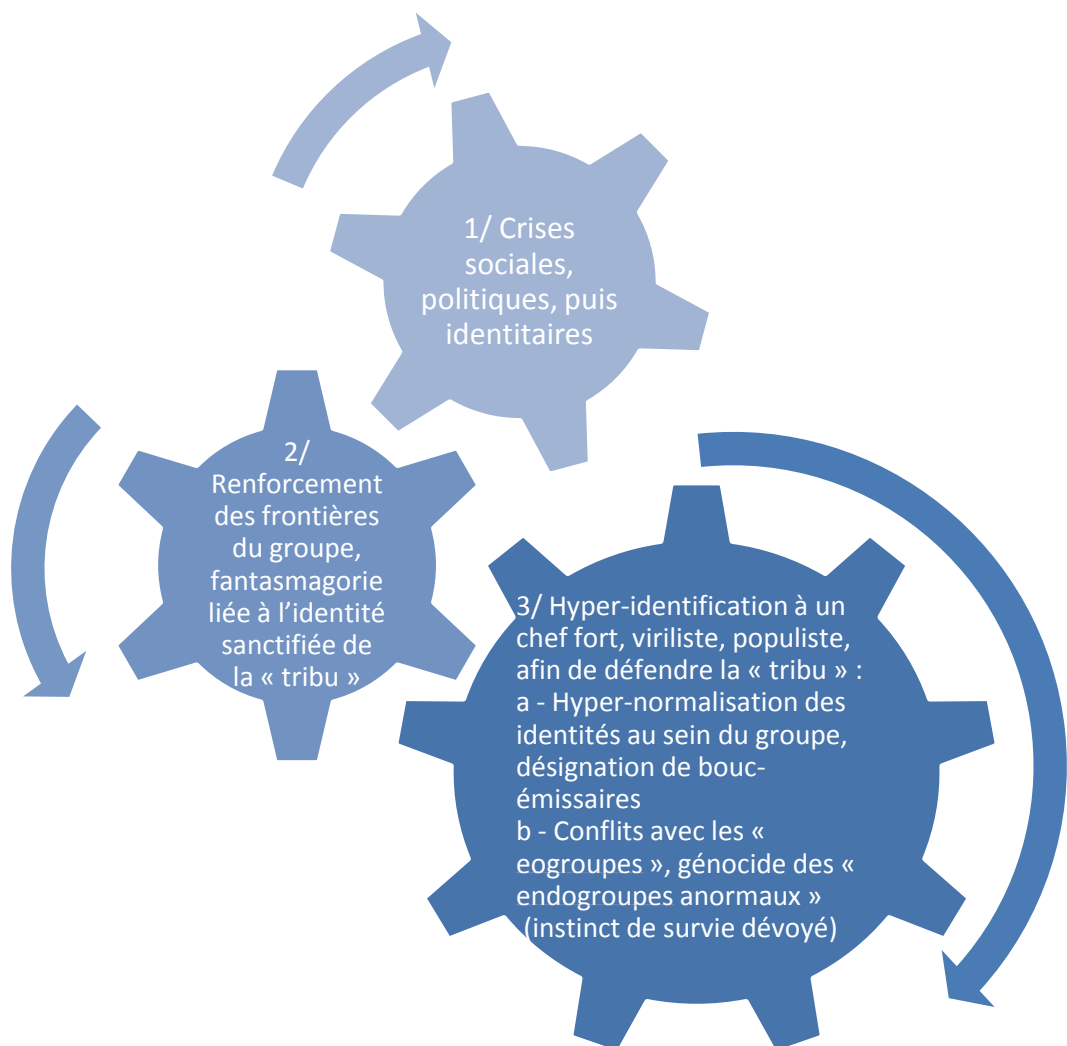 1/ Crises
sociales,
politiques, puis
identitaires
2/
Renforcement
des frontières
du groupe,
fantasmagorie
liée à l’identité
sanctifiée de
la « tribu »
3/ Hyper-identification à un
chef fort, viriliste, populiste,
afin de défendre la « tribu » :
a - Hyper-normalisation des
identités au sein du groupe,
désignation de bouc-
émissaires
b - Conflits avec les «
eogroupes », génocide des «
endogroupes anormaux »
(instinct de survie dévoyé)